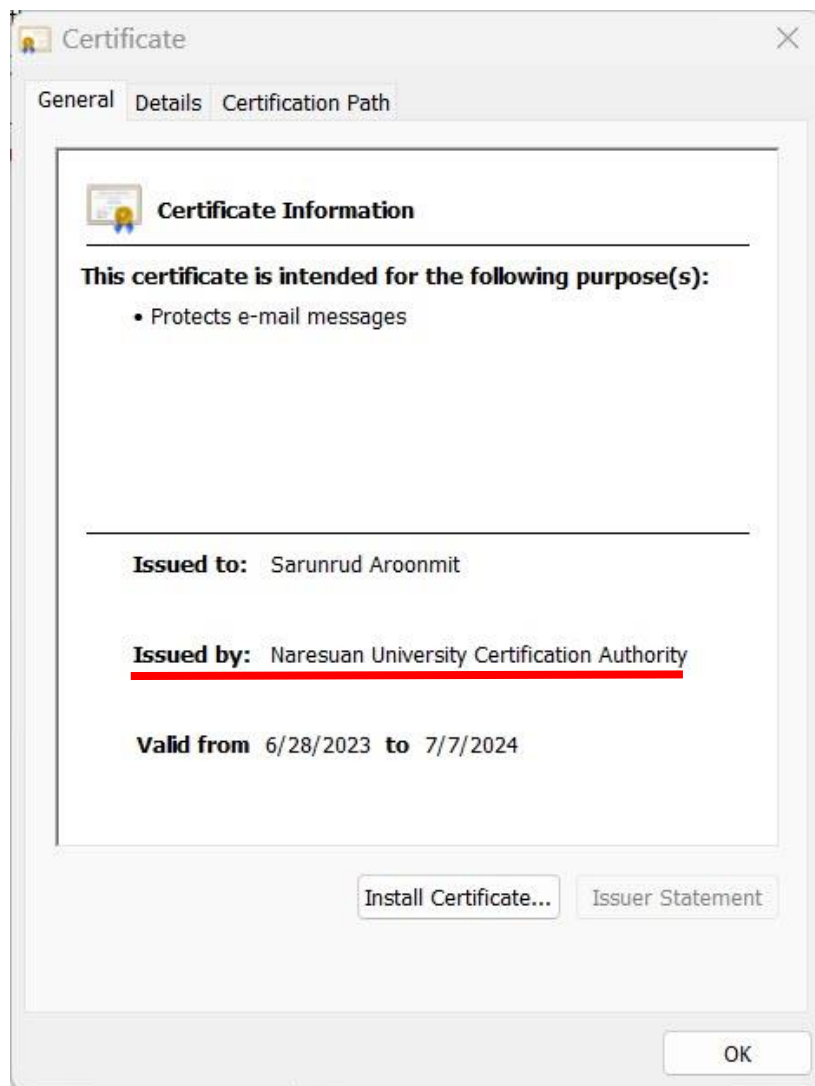 Certificate
General Details Certification Path
Certificate Information
This certificate is intended for the following purpose(s):
• Protects e-mail messages
Issued to: Sarunrud Aroonmit
Issued by: Naresuan University Certification Authority
Valid from 6/28/2023 to 7/7/2024
Install Certificate... Issuer Statement
OK